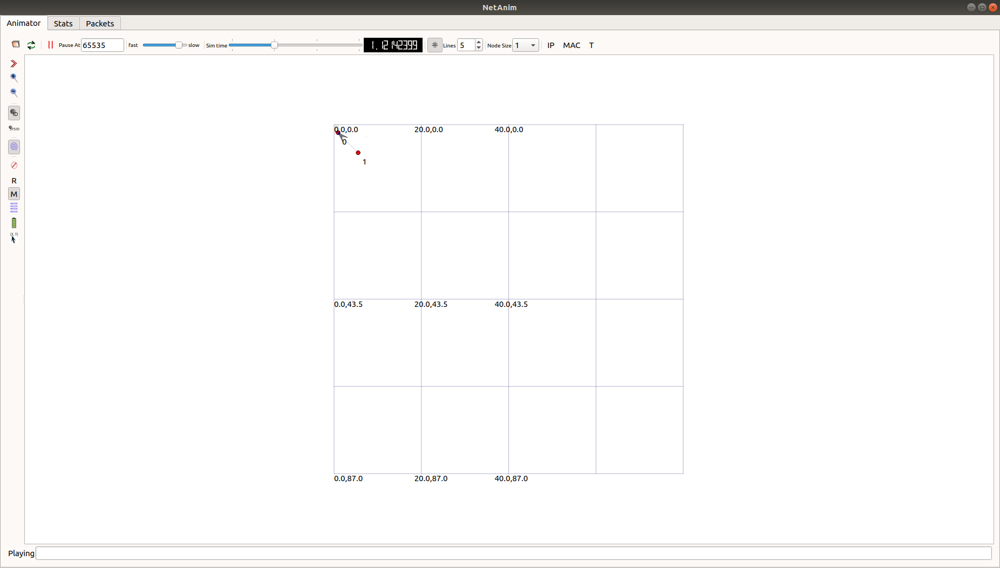 NetAnim
Animator Stats Packets
Pause At 65535 fast slow Sim time 1.12142399 # Lines 5 Node Size 1 IP MAC T
ID
SYSID
R
M
(X, Y)
0.0,0.0 20.0,0.0 40.0,0.0
0
1
0.0,43.5 20.0,43.5 40.0,43.5
0.0,87.0 20.0,87.0 40.0,87.0
Playing